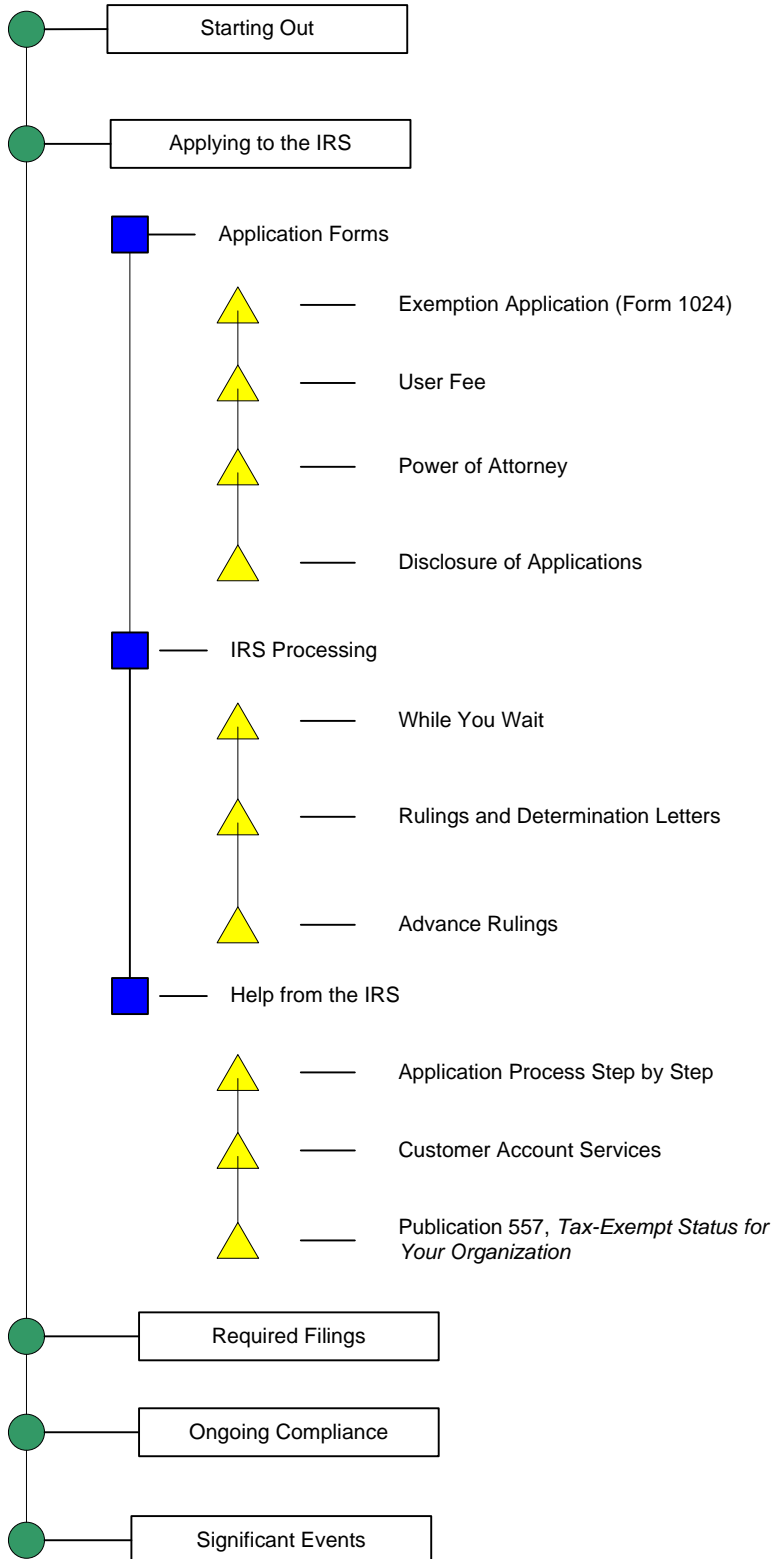 Starting Out
Applying to the IRS
Application Forms
Exemption Application (Form 1024)
User Fee
Power of Attorney
Disclosure of Applications
IRS Processing
While You Wait
Rulings and Determination Letters
Advance Rulings
Help from the IRS
Application Process Step by Step
Customer Account Services
Publication 557, Tax-Exempt Status for
Your Organization
Required Filings
Ongoing Compliance
Significant Events